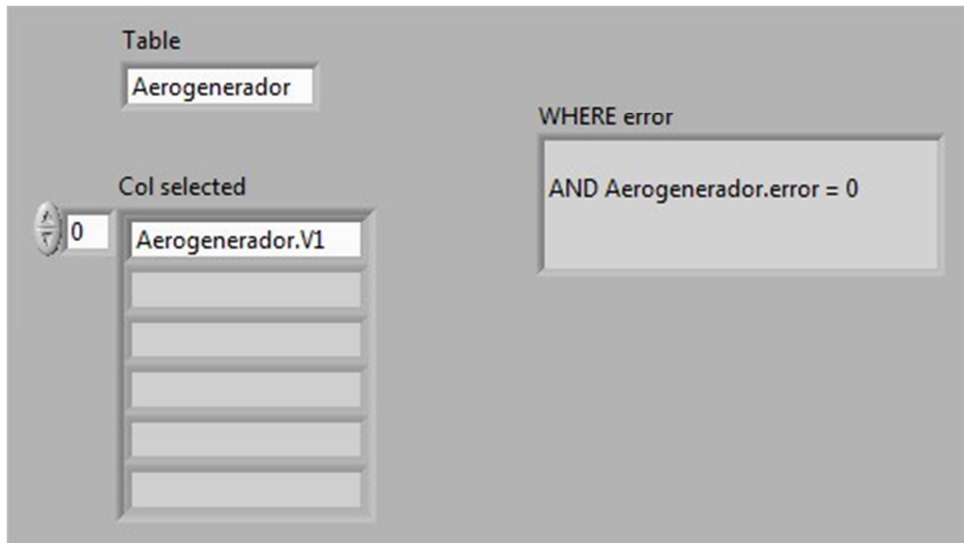 Table
Aerogenerador
WHERE error
AND Aerogenerador.error = 0
Col selected
0
Aerogenerador.V1